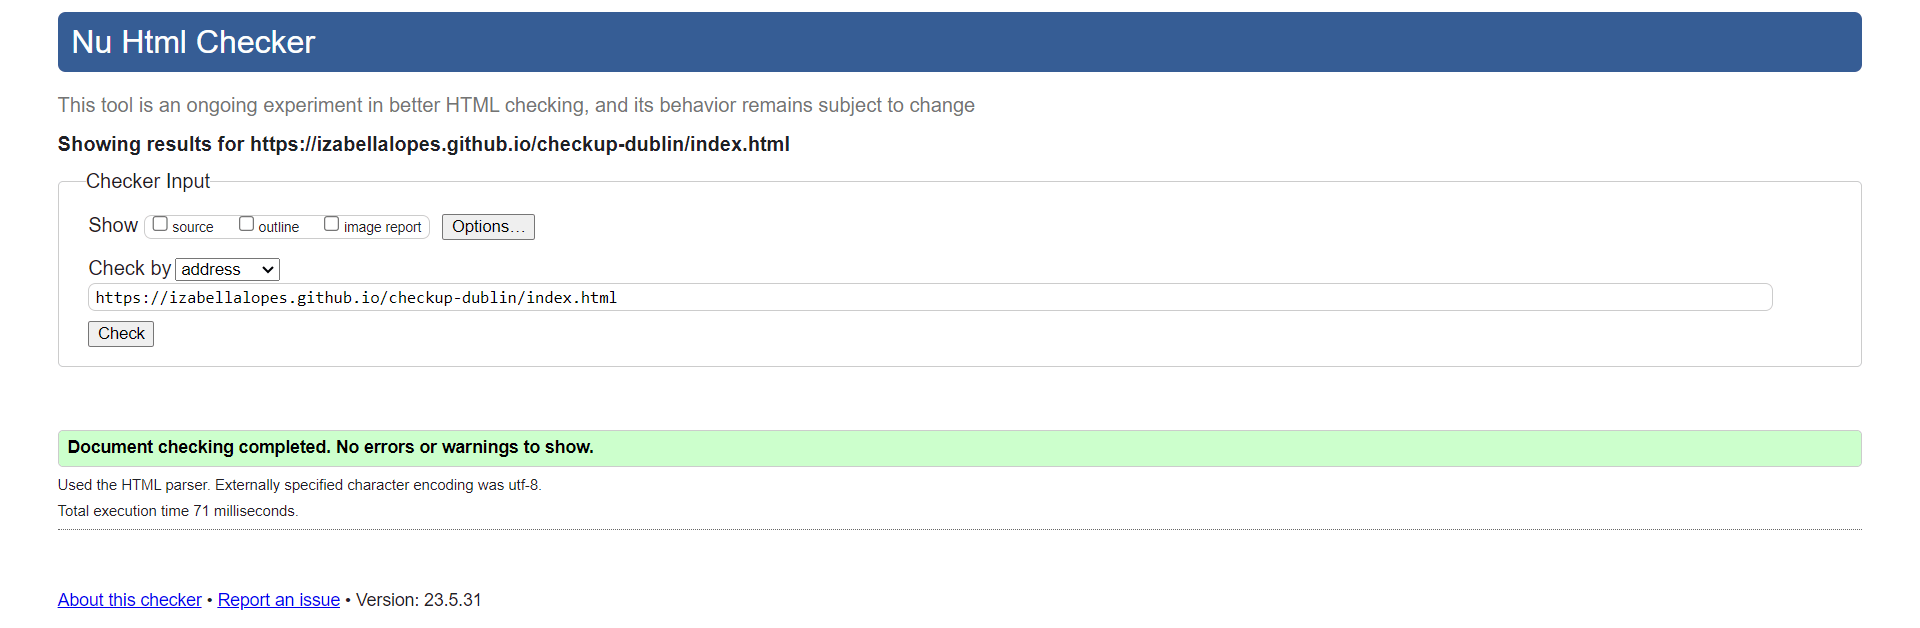 Nu Html Checker
This tool is an ongoing experiment in better HTML checking, and its behavior remains subject to change
Showing results for https://izabellalopes.github.io/checkup-dublin/index.html
Checker Input
Show source outline image report Options...
Check by address
https://izabellalopes.github.io/checkup-dublin/index.html
Check
Document checking completed. No errors or warnings to show.
Used the HTML parser. Externally specified character encoding was utf-8.
Total execution time 71 milliseconds.
About this checker • Report an issue • Version: 23.5.31